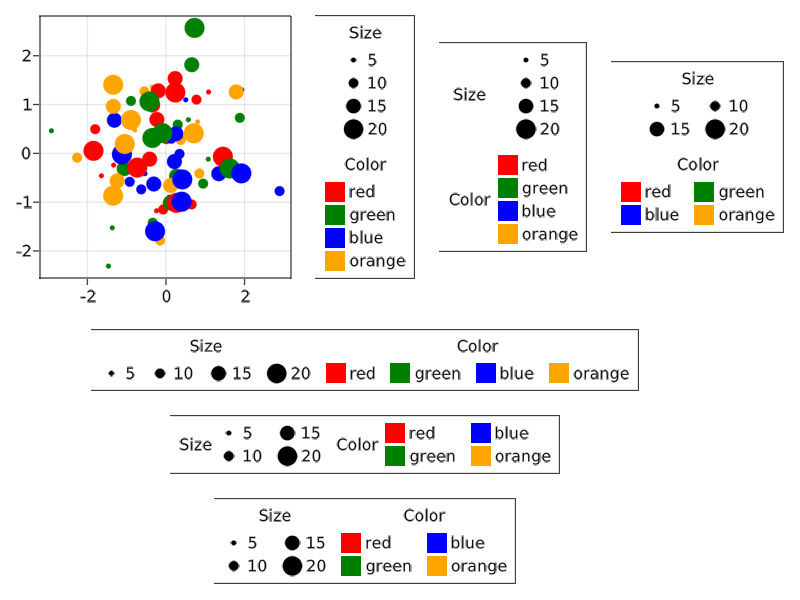 2
1
0
-1
-2
-2 0 2
Size
5
10
15
20
Color
red
green
blue
orange
Size
5
10
15
20
Color
red
green
blue
orange
Size
5 10
15 20
Color
red green
blue orange
Size Color
5 10 15 20 red green blue orange
Size 5 15 Color red blue
10 20 green orange
Size Color
5 15 red blue
10 20 green orange